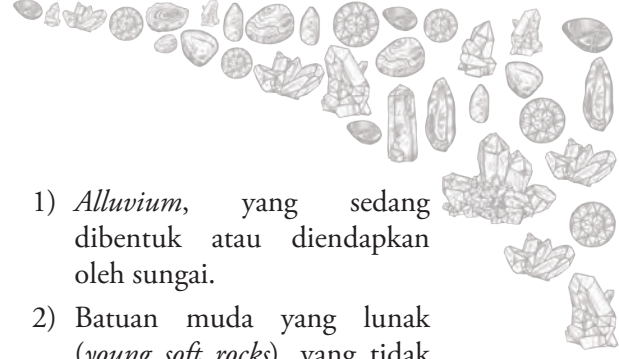 1) Alluvium, yang sedang
dibentuk atau diendapkan
oleh sungai.
2) Batuan muda yang lunak
(young soft rocks), yang tidak